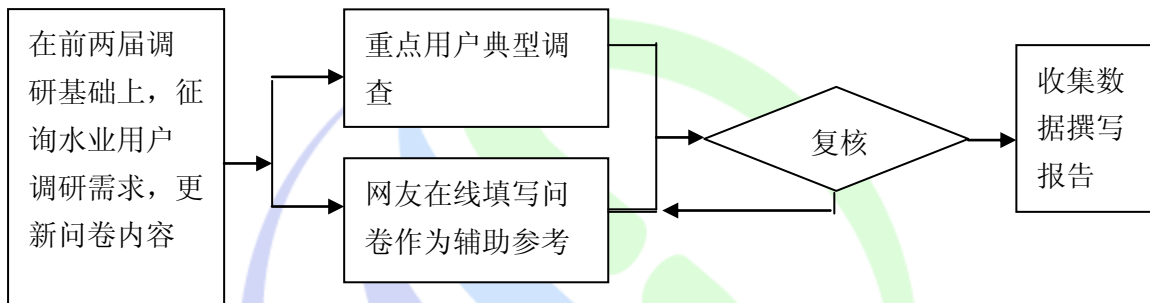 在前两届调
研基础上，征
询水业用户
调研需求，更
新问卷内容
重点用户典型调
查
网友在线填写问
卷作为辅助参考
复核
收集数
据撰写
报告